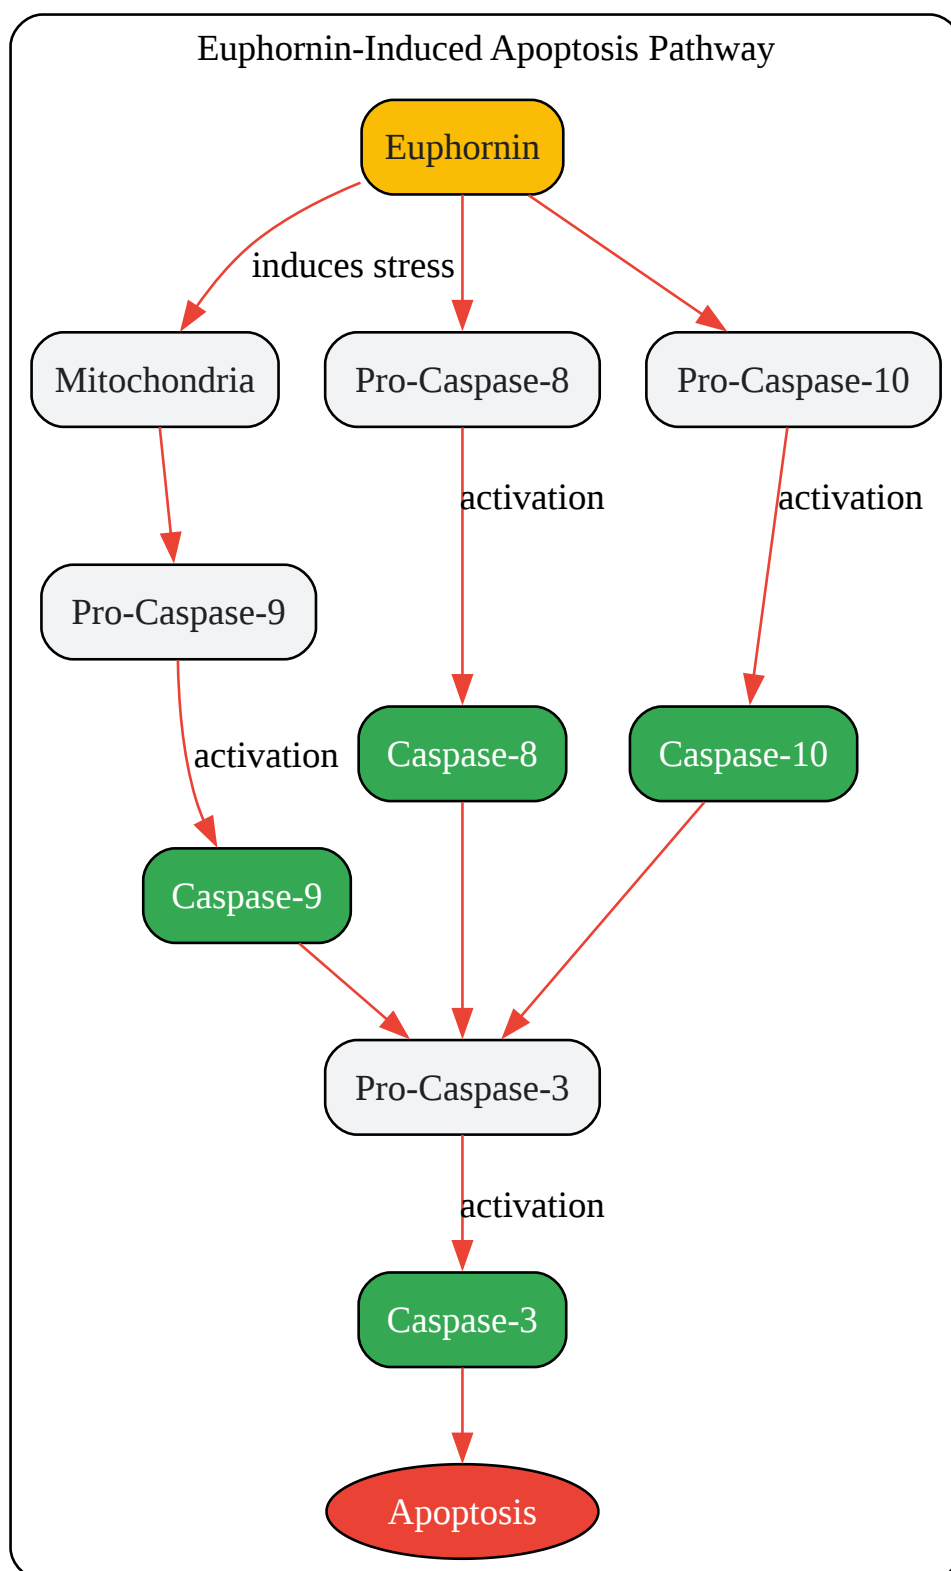 Euphornin-Induced Apoptosis Pathway
Euphornin
induces stress
Mitochondria
Pro-Caspase-8
Pro-Caspase-10
activation
activation
Pro-Caspase-9
activation
Caspase-8
Caspase-10
Caspase-9
Pro-Caspase-3
activation
Caspase-3
Apoptosis